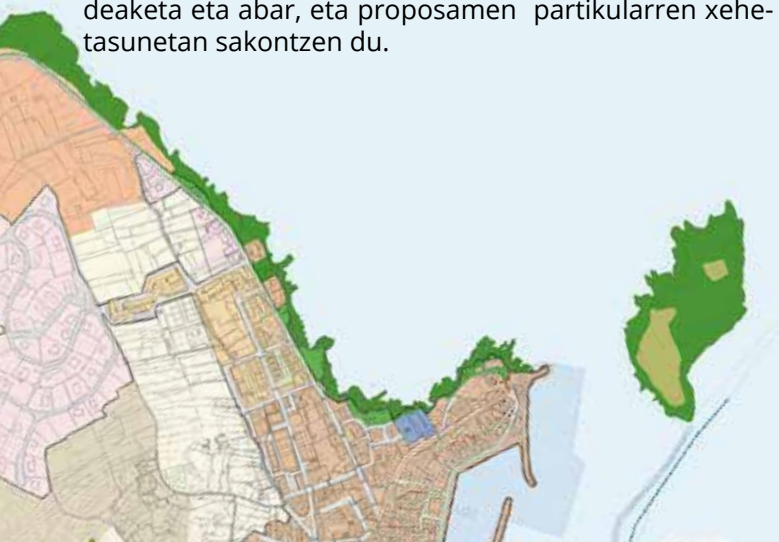 deaketa eta abar, eta proposamen partikularren xehe-
tasunetan sakontzen du.